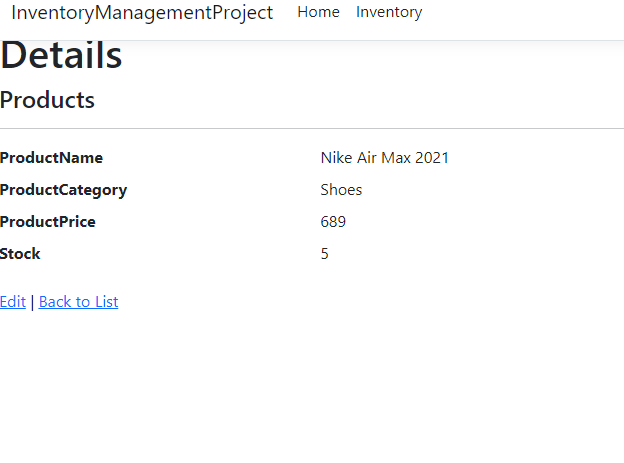 InventoryManagementProject Home Inventory
Details
Products
ProductName Nike Air Max 2021
ProductCategory Shoes
ProductPrice 689
Stock 5
Edit | Back to List